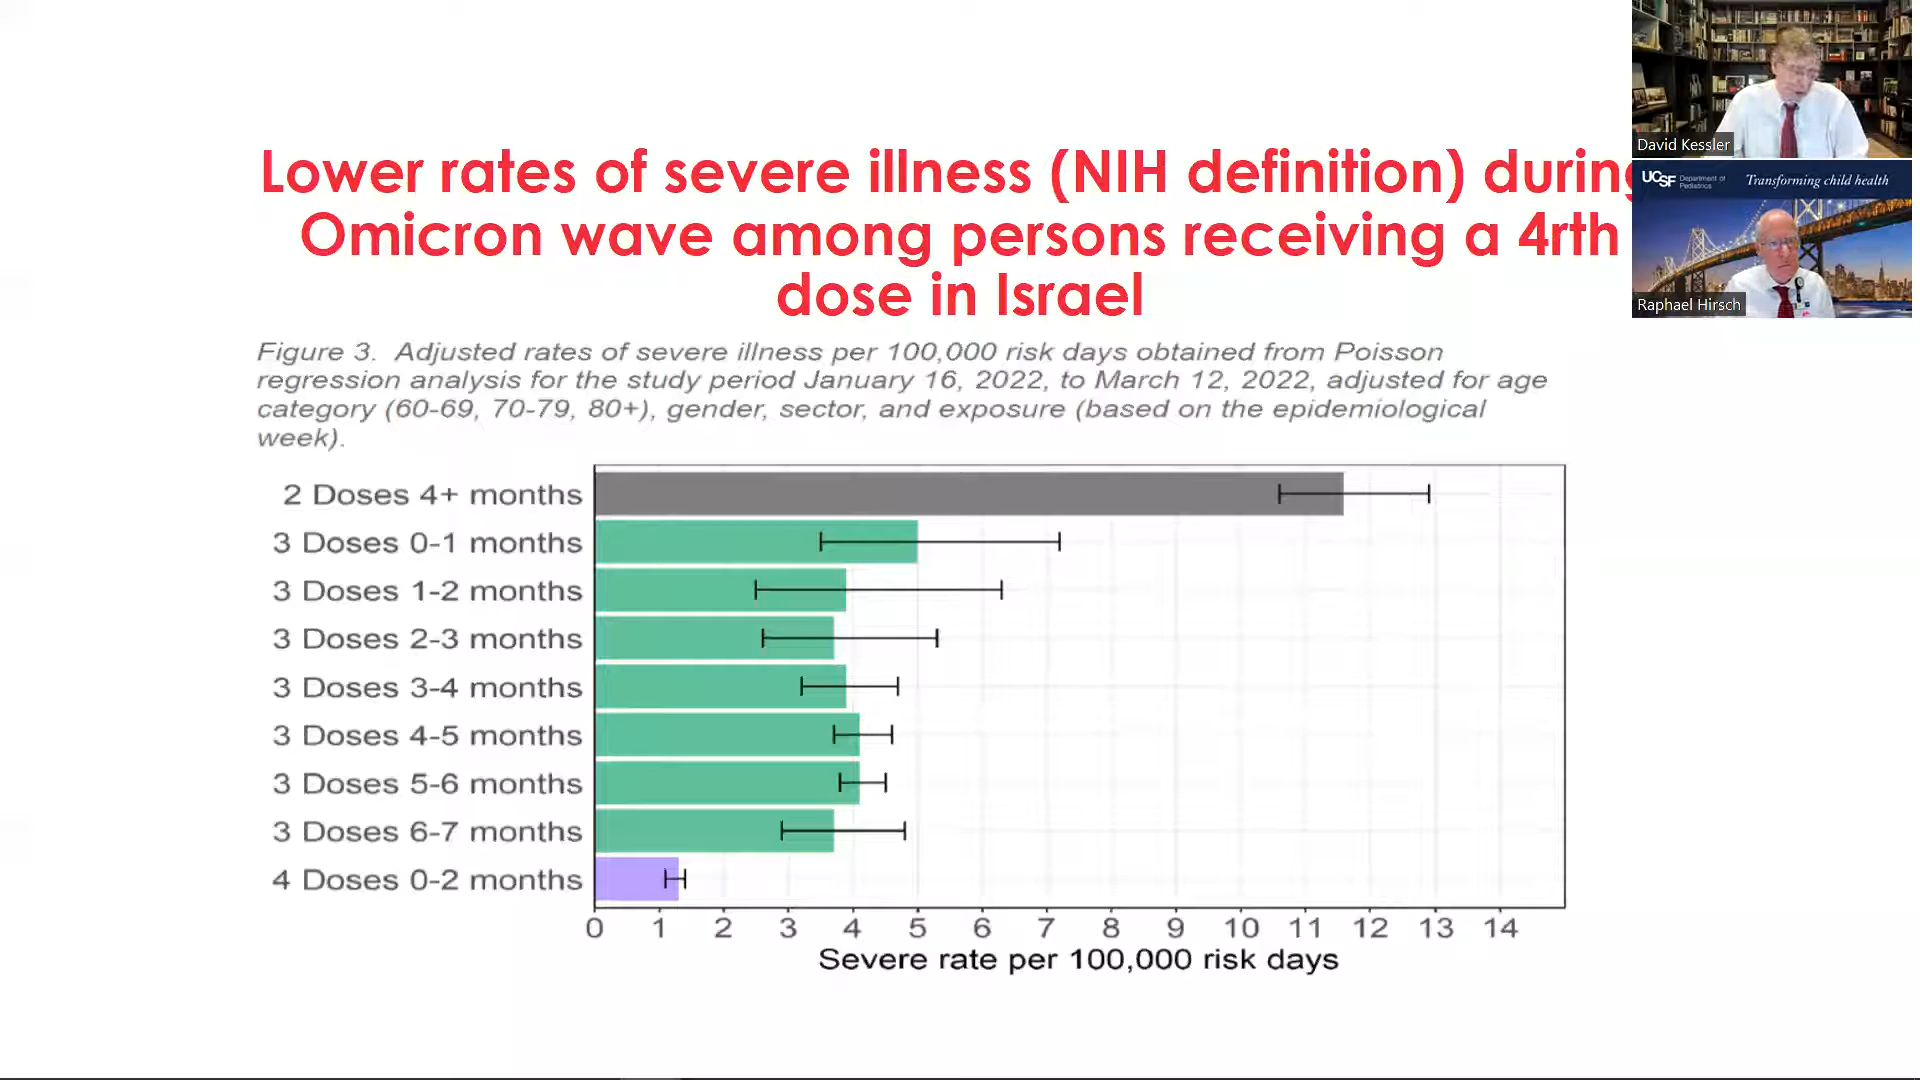 Lower rates of severe illness (NIH definition) during
Omicron wave among persons receiving a 4rth
dose in Israel
Figure 3. Adjusted rates of severe illness per 100,000 risk days obtained from Poisson
regression analysis for the study period January 16, 2022, to March 12, 2022, adjusted for age
category (60-69, 70-79, 80+), gender, sector, and exposure (based on the epidemiological
week).
2 Doses 4+ months
3 Doses 0-1 months
3 Doses 1-2 months
3 Doses 2-3 months
3 Doses 3-4 months
3 Doses 4-5 months
3 Doses 5-6 months
3 Doses 6-7 months
4 Doses 0-2 months
0 1 2 3 4 5 6 7 8 9 10 11 12 13 14
Severe rate per 100,000 risk days
David Kessler
UCSF Department of Pediatrics Transforming child health
Raphael Hirsch